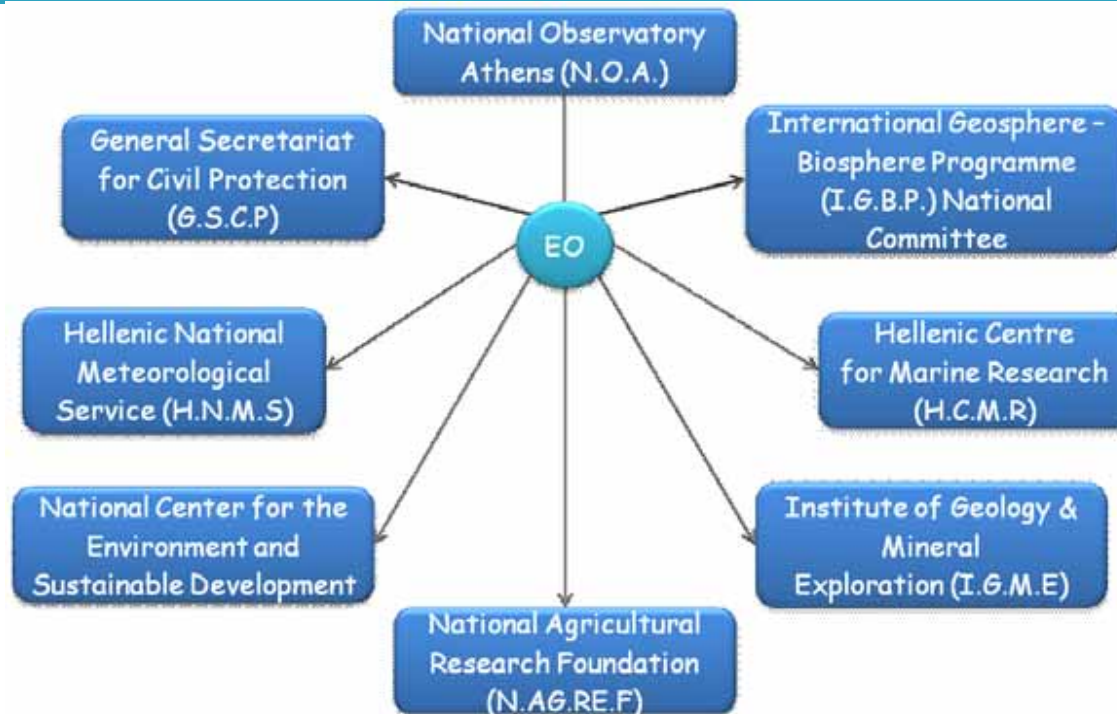 National Observatory
Athens (N.O.A.)
General Secretariat
for Civil Protection
(G.S.C.P)
International Geosphere –
Biosphere Programme
(I.G.B.P.) National
Committee
EO
Hellenic National
Meteorological
Service (H.N.M.S)
Hellenic Centre
for Marine Research
(H.C.M.R)
National Center for the
Environment and
Sustainable Development
Institute of Geology &
Mineral
Exploration (I.G.M.E)
National Agricultural
Research Foundation
(N.AG.RE.F)